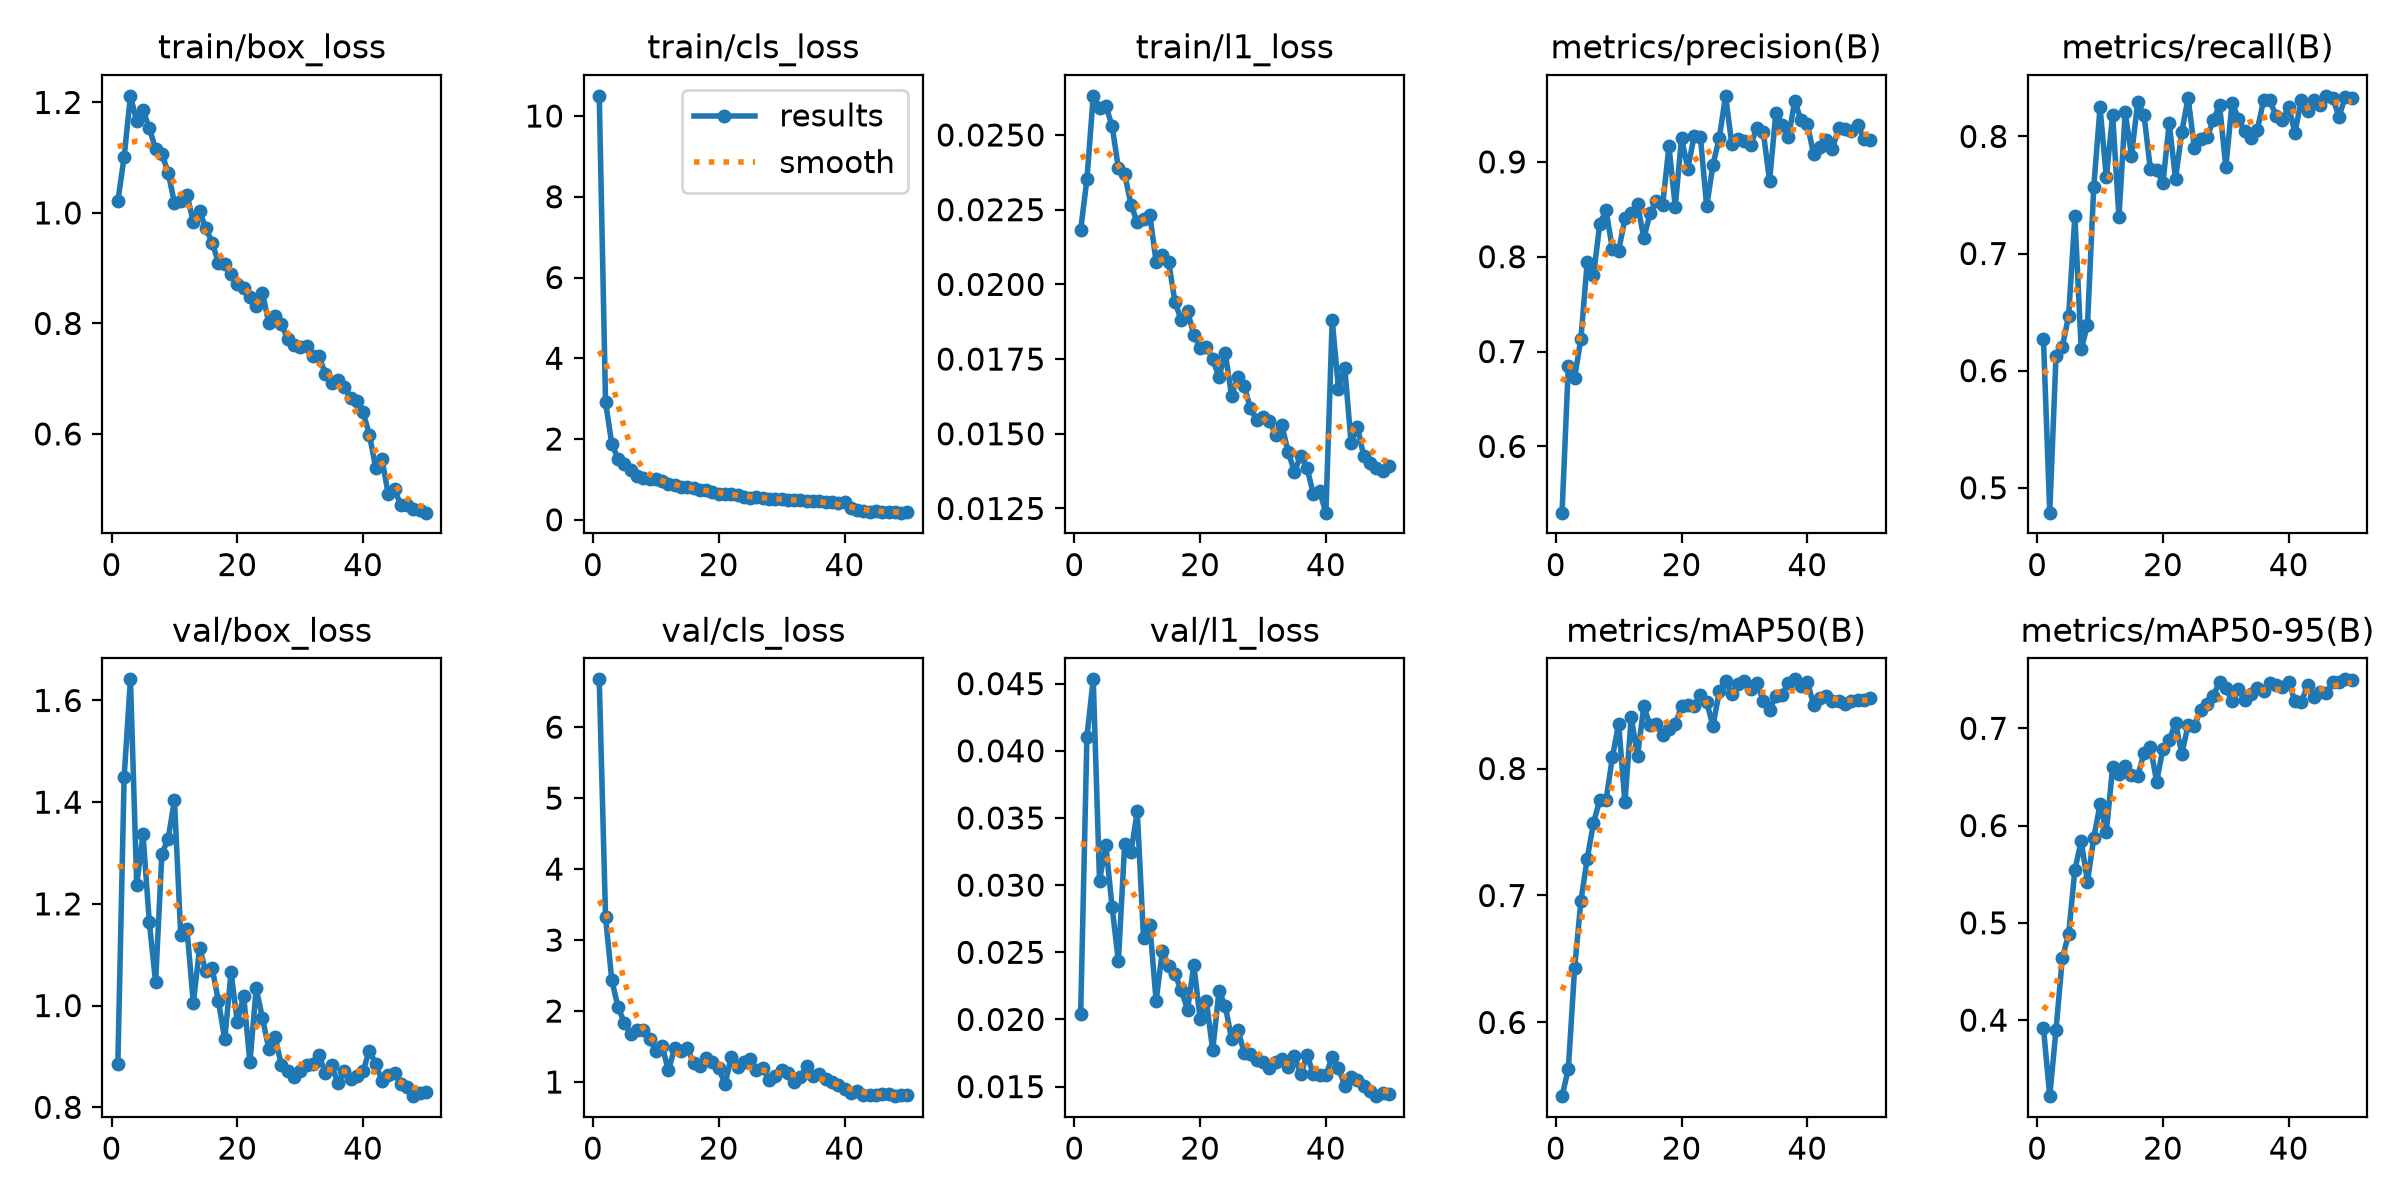 train/box_loss
train/cls_loss
train/l1_loss
metrics/precision(B)
metrics/recall(B)
1.2
1.0
0.8
0.6
0 20 40
results
smooth
10
8
6
4
2
0
0 20 40
0.0250
0.0225
0.0200
0.0175
0.0150
0.0125
0 20 40
0.9
0.8
0.7
0.6
0 20 40
0.8
0.7
0.6
0.5
0 20 40
val/box_loss
val/cls_loss
val/l1_loss
metrics/mAP50(B)
metrics/mAP50-95(B)
1.6
1.4
1.2
1.0
0.8
0 20 40
6
5
4
3
2
1
0 20 40
0.045
0.040
0.035
0.030
0.025
0.020
0.015
0 20 40
0.8
0.7
0.6
0 20 40
0.7
0.6
0.5
0.4
0 20 40